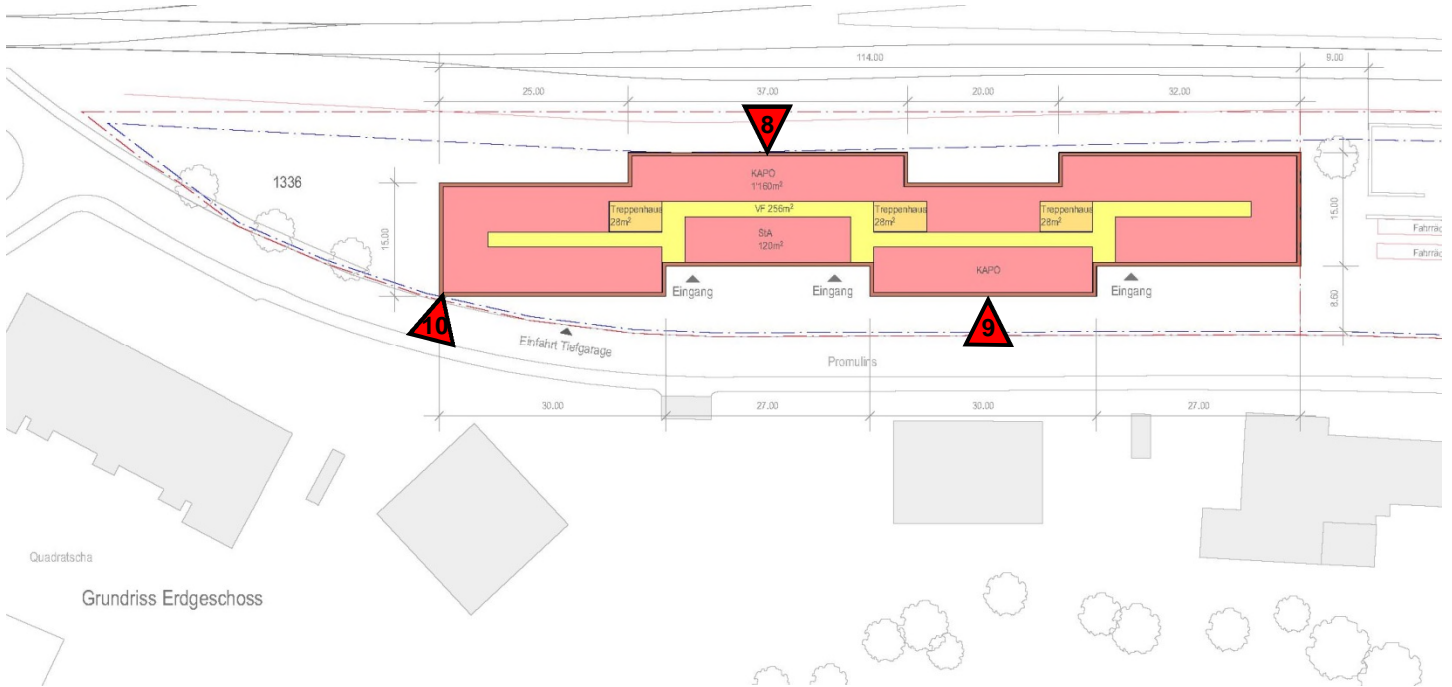 114.00
9.00
25.00
37.00
20.00
32.00
8
KAPO
1'160m²
1336
Treppenhaus
28m²
VF 256m²
Treppenhaus
28m²
Treppenhaus
28m²
15.00
15.00
StA
120m²
KAPO
Eingang
Eingang
Eingang
8.60
10
9
Einfahrt Tiefgarage
Promulins
30.00
27.00
30.00
27.00
Quadratscha
Grundriss Erdgeschoss